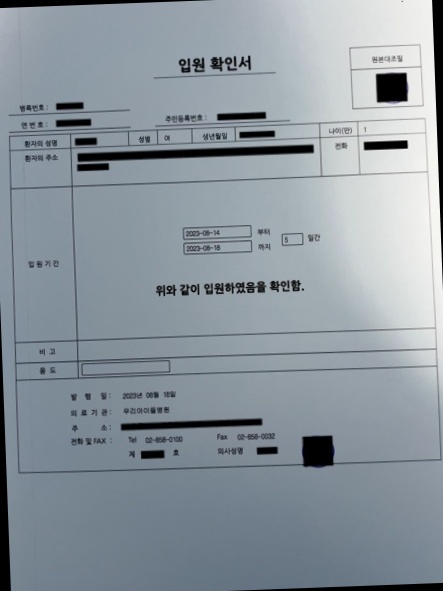 입원 확인서
원본대조필
병록번호 :
연 번 호 :
주민등록번호 :
환자의 성명
성별 여
생년월일
나이(만) 1
환자의 주소
전화
입 원 기 간
2023-08-14 부터
2023-08-18 까지
5 일간
위와 같이 입원하였음을 확인함.
비 고
용 도
발 행 일 : 2023년 08월 18일
의 료 기 관 : 우리아이들병원
주 소 :
전화 및 FAX : Tel 02-858-0100 Fax 02-858-0032
제 호 의사성명